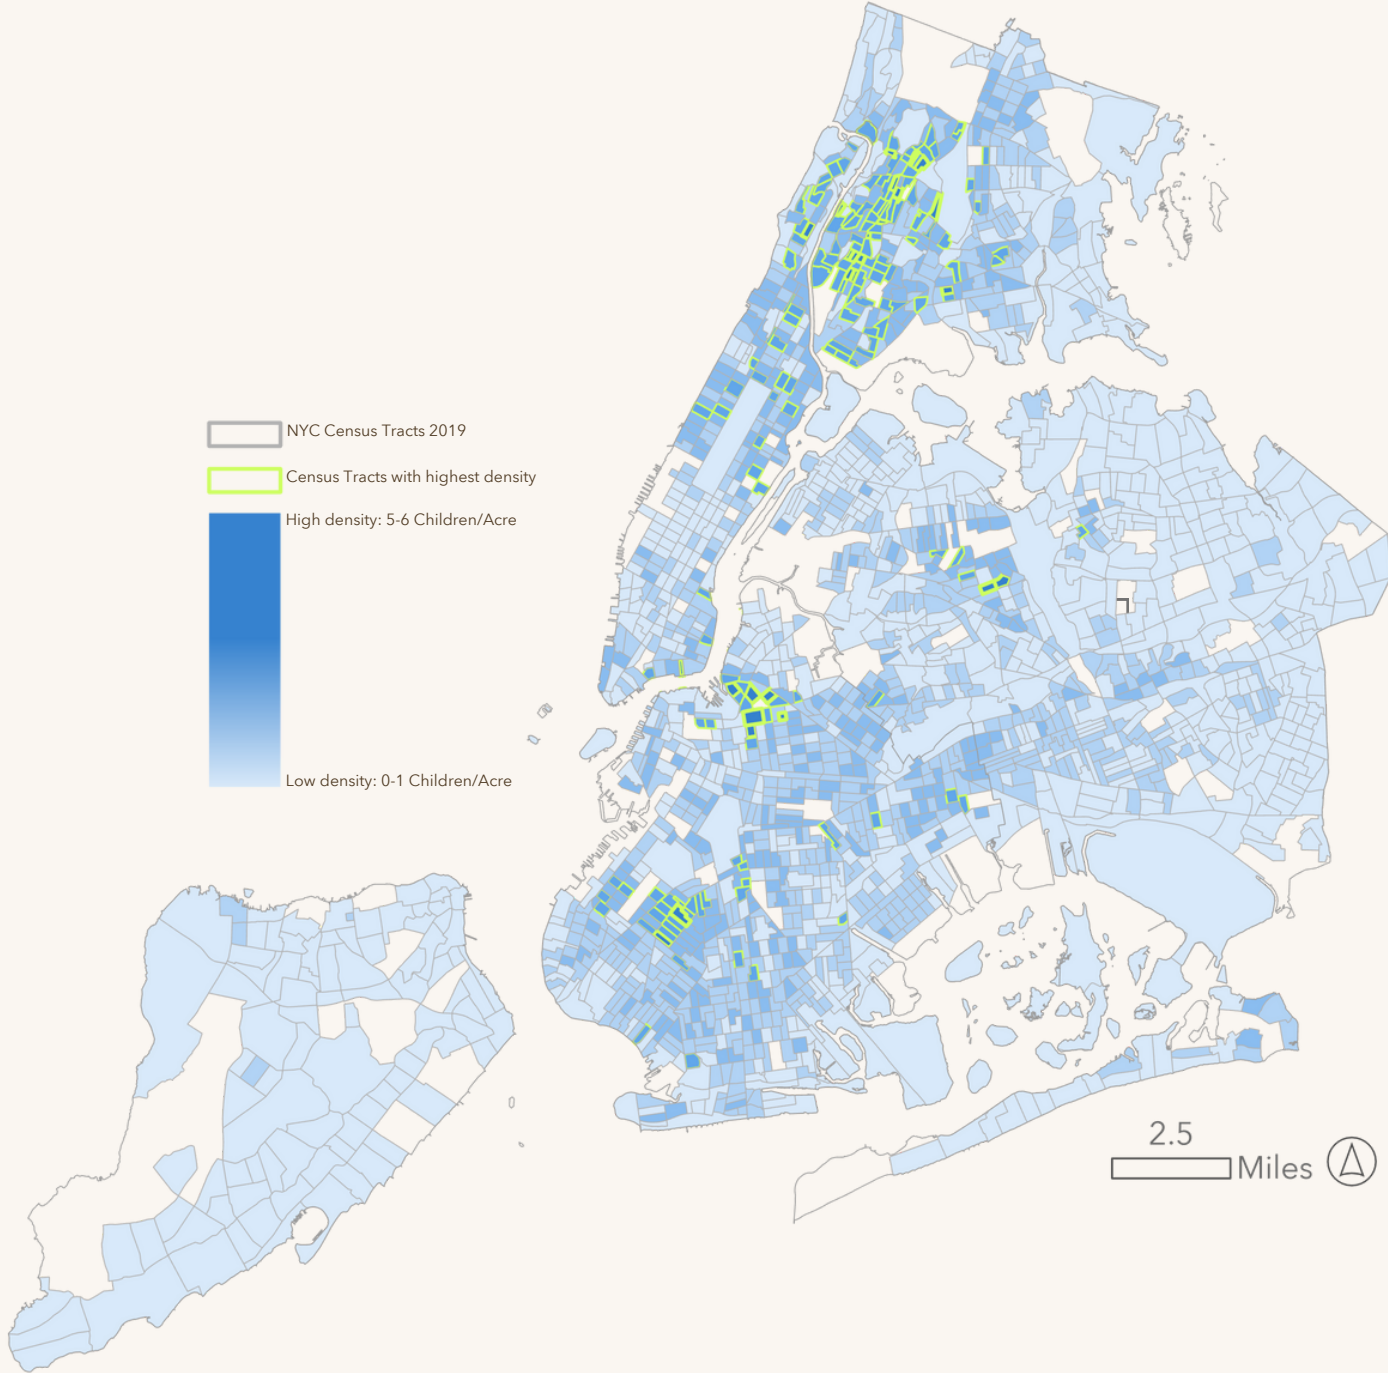 NYC Census Tracts 2019
Census Tracts with highest density
High density: 5-6 Children/Acre
Low density: 0-1 Children/Acre
2.5
Miles